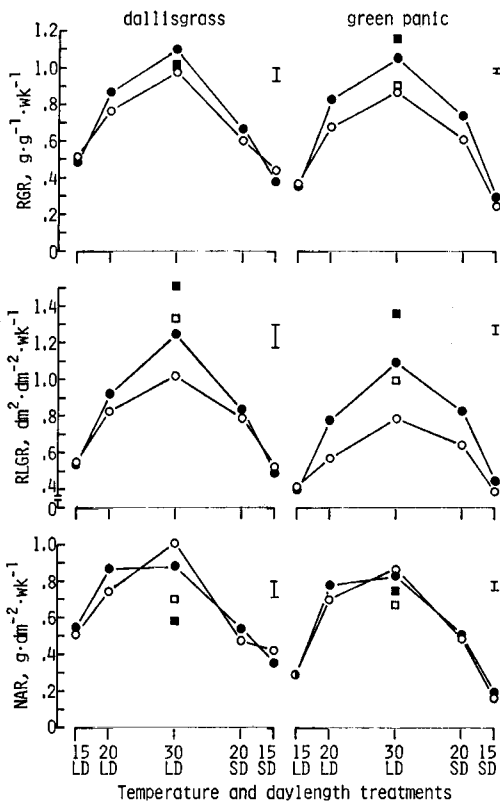 dallisgrass green panic
RGR, g·g⁻¹·wk⁻¹
1.2
1.0
.8
.6
.4
.2
0
RLGR, dm²·dm⁻²·wk⁻¹
1.4
1.2
1.0
.8
.6
.4
0
NAR, g·dm⁻²·wk⁻¹
1.0
.8
.6
.4
.2
0
15 20 30 20 15 15 20 30 20 15
LD LD LD SD SD LD LD LD SD SD
Temperature and daylength treatments